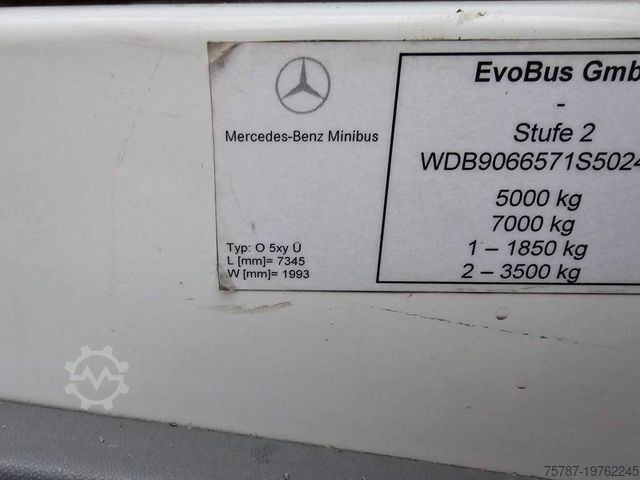 Mercedes-Benz Minibus
Typ: O 5xy Ü
L [mm]= 7345
W [mm]= 1993
EvoBus Gmb
-
Stufe 2
WDB9066571S5024
5000 kg
7000 kg
1 – 1850 kg
2 – 3500 kg
75787-19762245